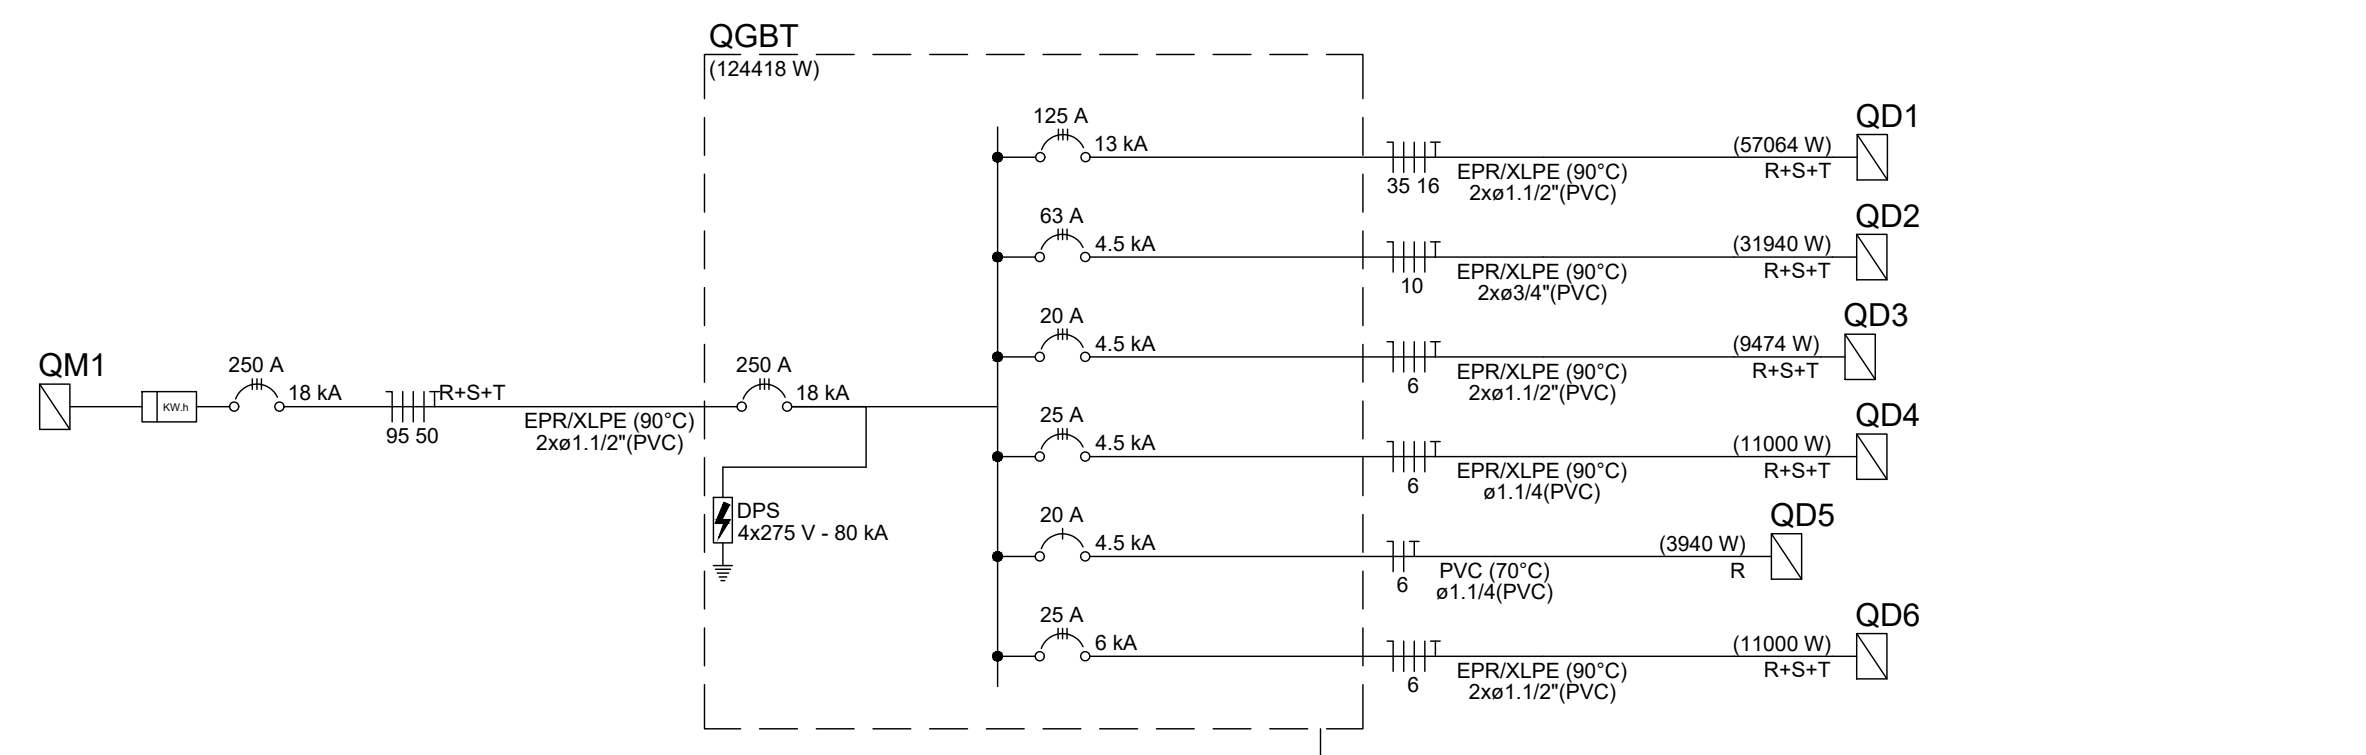 QGBT
(124418 W)
125 A
13 kA
35 16
EPR/XLPE (90°C)
2xø1.1/2"(PVC)
(57064 W)
R+S+T
QD1
63 A
4.5 kA
10
EPR/XLPE (90°C)
2xø3/4"(PVC)
(31940 W)
R+S+T
QD2
20 A
4.5 kA
6
EPR/XLPE (90°C)
2xø1.1/2"(PVC)
(9474 W)
R+S+T
QD3
QM1
KW.h
250 A
18 kA
95 50
R+S+T
EPR/XLPE (90°C)
2xø1.1/2"(PVC)
250 A
18 kA
DPS
4x275 V - 80 kA
25 A
4.5 kA
6
EPR/XLPE (90°C)
ø1.1/4(PVC)
(11000 W)
R+S+T
QD4
20 A
4.5 kA
6
PVC (70°C)
ø1.1/4(PVC)
(3940 W)
R
QD5
25 A
6 kA
6
EPR/XLPE (90°C)
2xø1.1/2"(PVC)
(11000 W)
R+S+T
QD6